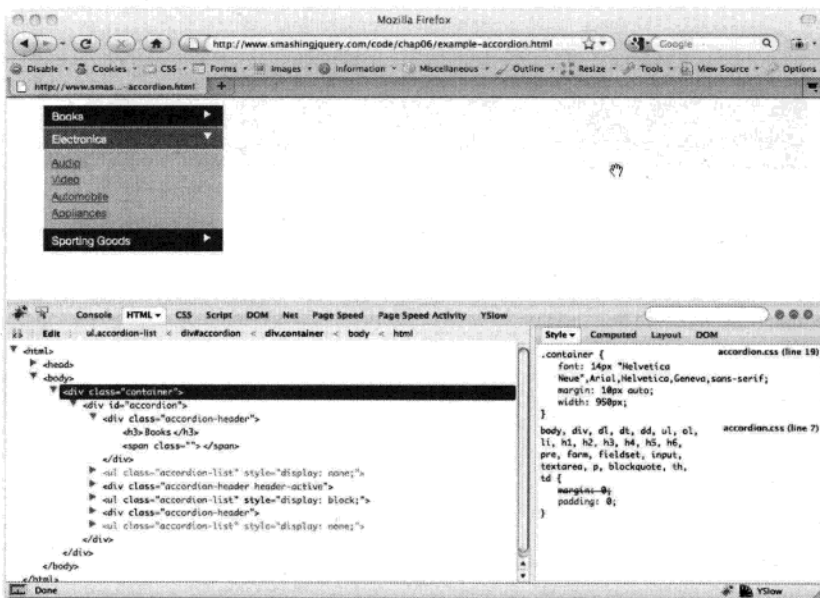 Mozilla Firefox
http://www.smashingjquery.com/code/chap06/example-accordion.html
Google
Disable Cookies CSS Forms Images Information Miscellaneous Outline Resize Tools View Source Options
http://www.smas...-accordion.html
Books
Electronics
Audio
Video
Automobile
Appliances
Sporting Goods
Console HTML CSS Script DOM Net Page Speed Page Speed Activity YSlow
Edit ul.accordion-list < div#accordion < div.container < body < html
<html>
<head>
<body>
<div class="container">
<div id="accordion">
<div class="accordion-header">
<h3>Books</h3>
<span class=""></span>
</div>
<ul class="accordion-list" style="display: none;">
<div class="accordion-header header-active">
<ul class="accordion-list" style="display: block;">
<div class="accordion-header">
<ul class="accordion-list" style="display: none;">
</div>
</div>
</body>
</html>
Style Computed Layout DOM
.container { accordion.css (line 19)
font: 14px "Helvetica
Neue",Arial,Helvetica,Geneva,sans-serif;
margin: 10px auto;
width: 950px;
}
body, div, dl, dt, dd, ul, ol, accordion.css (line 7)
li, h1, h2, h3, h4, h5, h6,
pre, form, fieldset, input,
textarea, p, blockquote, th,
td {
margin: 0;
padding: 0;
}
Done
YSlow